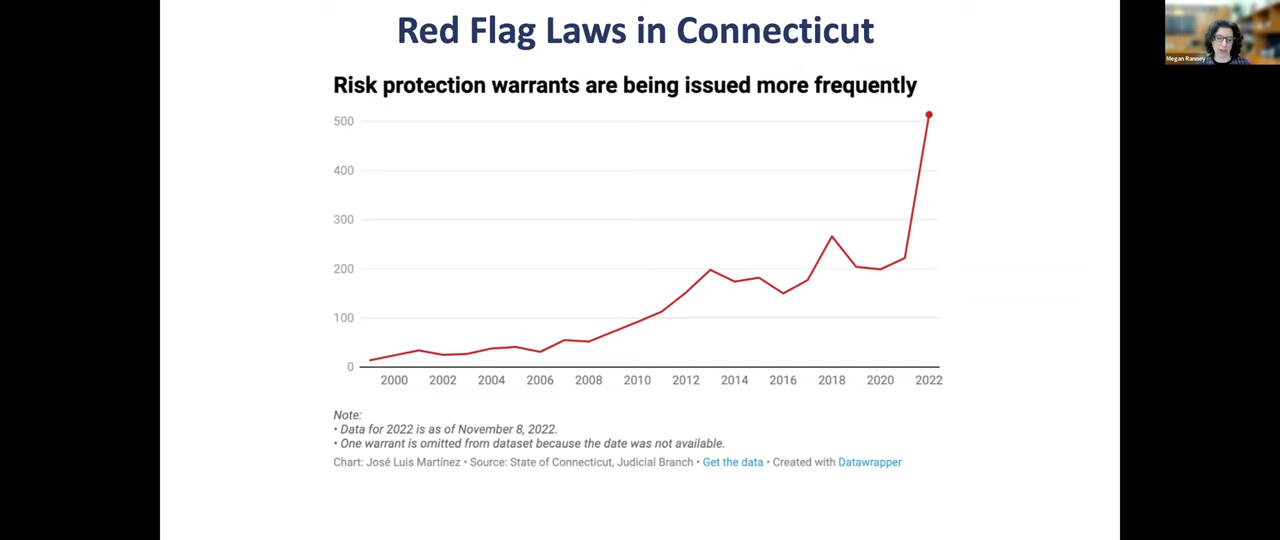 Red Flag Laws in Connecticut
Megan Ranney
Risk protection warrants are being issued more frequently
500
400
300
200
100
0
2000 2002 2004 2006 2008 2010 2012 2014 2016 2018 2020 2022
Note:
• Data for 2022 is as of November 8, 2022.
• One warrant is omitted from dataset because the date was not available.
Chart: José Luis Martínez • Source: State of Connecticut, Judicial Branch • Get the data • Created with Datawrapper